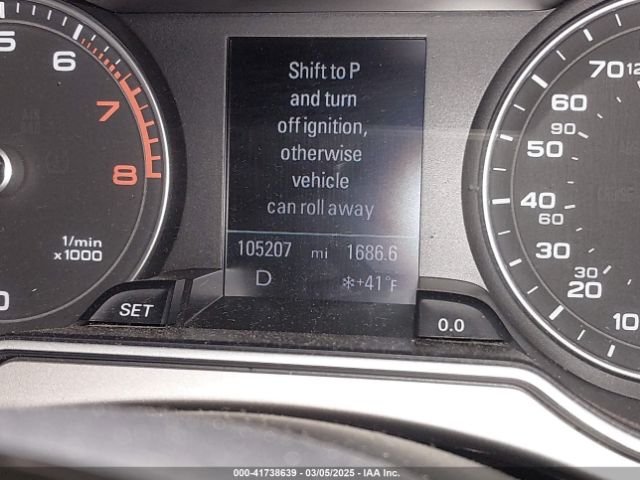 5
6
7
8
1/min
x1000
0
SET
Shift to P
and turn
off ignition,
otherwise
vehicle
can roll away
105207 mi 1686.6
D ❄+41°F
0.0
70 12
60
90
50
40
60
30
30
20
10
000-41738639 / 03/05/2025 - IAA Inc.